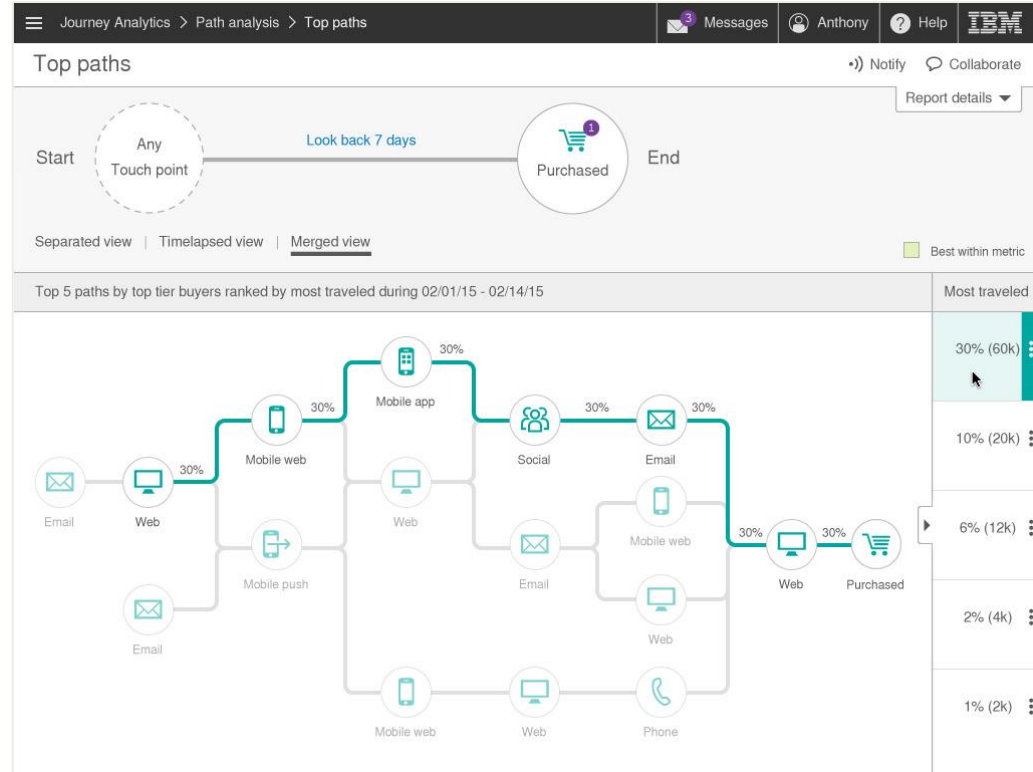 Journey Analytics > Path analysis > Top paths
3 Messages
Anthony
? Help
IBM
Top paths
Notify
Collaborate
Report details
Start
Any
Touch point
Look back 7 days
1
Purchased
End
Separated view | Timelapsed view | Merged view
Best within metric
Top 5 paths by top tier buyers ranked by most traveled during 02/01/15 - 02/14/15
Most traveled
30%
Mobile app
30%
Mobile web
30%
Social
30%
Email
30%
Web
Email
Web
Mobile push
Email
Email
Mobile web
Web
30%
Web
30%
Purchased
Mobile web
Web
Phone
30% (60k)
10% (20k)
6% (12k)
2% (4k)
1% (2k)